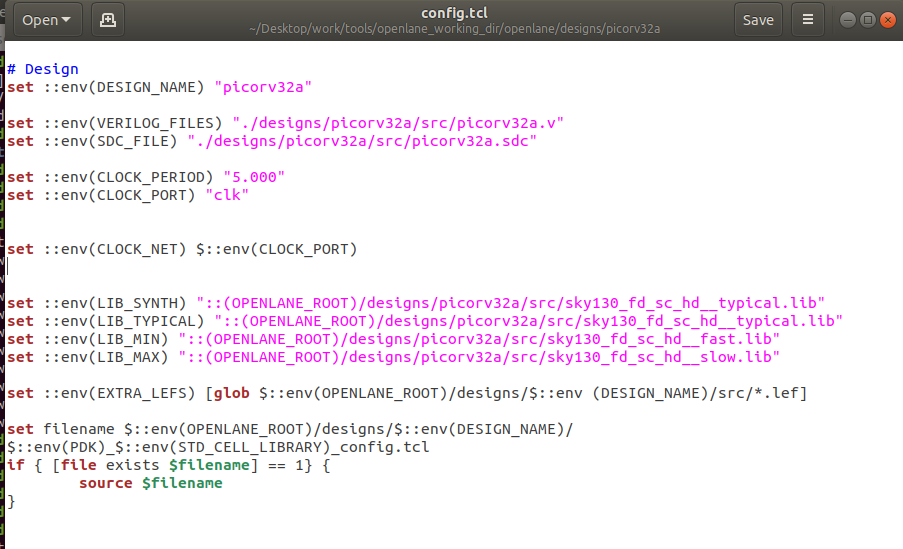 Open
config.tcl
~/Desktop/work/tools/openlane_working_dir/openlane/designs/picorv32a
Save
# Design
set ::env(DESIGN_NAME) "picorv32a"
set ::env(VERILOG_FILES) "./designs/picorv32a/src/picorv32a.v"
set ::env(SDC_FILE) "./designs/picorv32a/src/picorv32a.sdc"
set ::env(CLOCK_PERIOD) "5.000"
set ::env(CLOCK_PORT) "clk"
set ::env(CLOCK_NET) $::env(CLOCK_PORT)
set ::env(LIB_SYNTH) "::(OPENLANE_ROOT)/designs/picorv32a/src/sky130_fd_sc_hd__typical.lib"
set ::env(LIB_TYPICAL) "::(OPENLANE_ROOT)/designs/picorv32a/src/sky130_fd_sc_hd__typical.lib"
set ::env(LIB_MIN) "::(OPENLANE_ROOT)/designs/picorv32a/src/sky130_fd_sc_hd__fast.lib"
set ::env(LIB_MAX) "::(OPENLANE_ROOT)/designs/picorv32a/src/sky130_fd_sc_hd__slow.lib"
set ::env(EXTRA_LEFS) [glob $::env(OPENLANE_ROOT)/designs/$::env (DESIGN_NAME)/src/*.lef]
set filename $::env(OPENLANE_ROOT)/designs/$::env(DESIGN_NAME)/
$::env(PDK)_$::env(STD_CELL_LIBRARY)_config.tcl
if { [file exists $filename] == 1} {
        source $filename
}